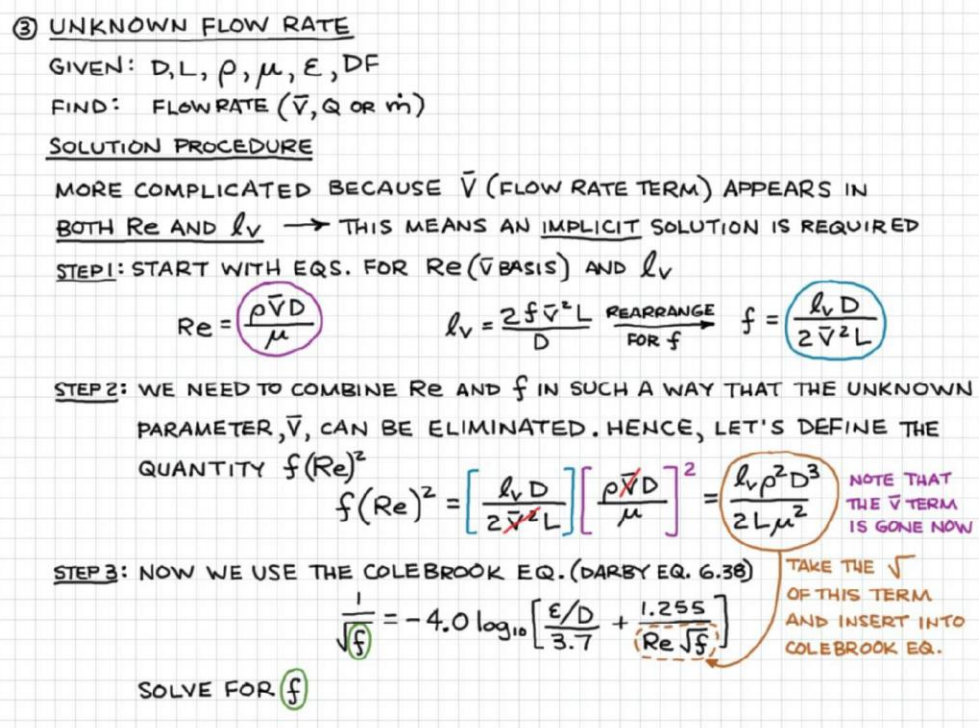 ③ UNKNOWN FLOW RATE
GIVEN: D, L, ρ, μ, ε, DF
FIND: FLOWRATE (V̄, Q OR ṁ)
SOLUTION PROCEDURE
MORE COMPLICATED BECAUSE V̄ (FLOW RATE TERM) APPEARS IN
BOTH Re AND lv → THIS MEANS AN IMPLICIT SOLUTION IS REQUIRED
STEP 1: START WITH EQS. FOR Re (V̄ BASIS) AND lv
Re = ρV̄D/μ lv = 2fV̄²L/D REARRANGE FOR f → f = lvD/2V̄²L
STEP 2: WE NEED TO COMBINE Re AND f IN SUCH A WAY THAT THE UNKNOWN
PARAMETER, V̄, CAN BE ELIMINATED. HENCE, LET'S DEFINE THE
QUANTITY f(Re)²
f(Re)² = [lvD/2V̄²L] [ρV̄D/μ]² = lvρ²D³/2Lμ²
NOTE THAT
THE V̄ TERM
IS GONE NOW
STEP 3: NOW WE USE THE COLEBROOK EQ. (DARBY EQ. 6.38)
1/√f = -4.0 log₁₀ [ε/D/3.7 + 1.255/Re√f]
TAKE THE √
OF THIS TERM
AND INSERT INTO
COLEBROOK EQ.
SOLVE FOR f